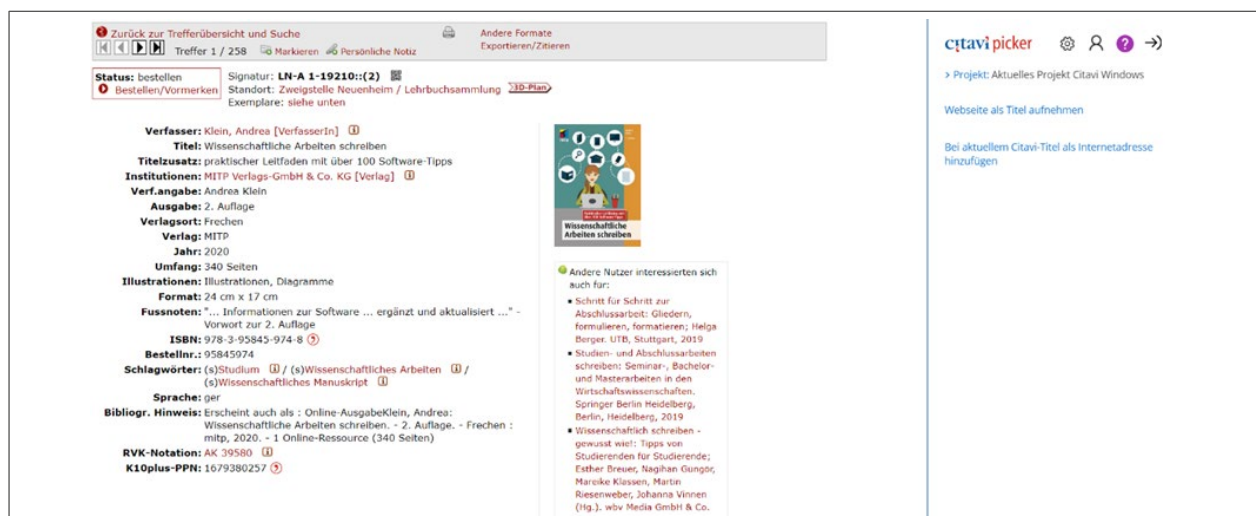 Zurück zur Trefferübersicht und Suche
Treffer 1 / 258 Markieren Persönliche Notiz
Andere Formate
Exportieren/Zitieren
Status: bestellen
Bestellen/Vormerken
Signatur: LN-A 1-19210::(2)
Standort: Zweigstelle Neuenheim / Lehrbuchsammlung 3D-Plan
Exemplare: siehe unten
Verfasser: Klein, Andrea [VerfasserIn]
Titel: Wissenschaftliche Arbeiten schreiben
Titelzusatz: praktischer Leitfaden mit über 100 Software-Tipps
Institutionen: MITP Verlags-GmbH & Co. KG [Verlag]
Verf.angabe: Andrea Klein
Ausgabe: 2. Auflage
Verlagsort: Frechen
Verlag: MITP
Jahr: 2020
Umfang: 340 Seiten
Illustrationen: Illustrationen, Diagramme
Format: 24 cm x 17 cm
Fussnoten: "... Informationen zur Software ... ergänzt und aktualisiert ..." -
Vorwort zur 2. Auflage
ISBN: 978-3-95845-974-8
Bestellnr.: 95845974
Schlagwörter: (s)Studium / (s)Wissenschaftliches Arbeiten /
(s)Wissenschaftliches Manuskript
Sprache: ger
Bibliogr. Hinweis: Erscheint auch als : Online-AusgabeKlein, Andrea:
Wissenschaftliche Arbeiten schreiben. - 2. Auflage. - Frechen :
mitp, 2020. - 1 Online-Ressource (340 Seiten)
RVK-Notation: AK 39580
K10plus-PPN: 1679380257
Wissenschaftliche
Arbeiten schreiben
Andere Nutzer interessierten sich
auch für:
Schritt für Schritt zur
Abschlussarbeit: Gliedern,
formulieren, formatieren; Helga
Berger. UTB, Stuttgart, 2019
Studien- und Abschlussarbeiten
schreiben: Seminar-, Bachelor-
und Masterarbeiten in den
Wirtschaftswissenschaften.
Springer Berlin Heidelberg,
Berlin, Heidelberg, 2019
Wissenschaftlich schreiben -
gewusst wie!: Tipps von
Studierenden für Studierende;
Esther Breuer, Nagihan Gungor,
Mareike Klassen, Martin
Riesenweber, Johanna Vinnen
(Hg.). wbv Media GmbH & Co.
citavi picker
> Projekt: Aktuelles Projekt Citavi Windows
Webseite als Titel aufnehmen
Bei aktuellem Citavi-Titel als Internetadresse
hinzufügen